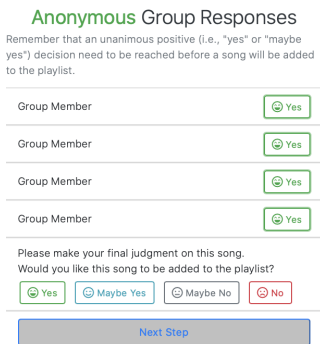 Anonymous Group Responses
Remember that an unanimous positive (i.e., "yes" or "maybe
yes") decision need to be reached before a song will be added
to the playlist.
Group Member Yes
Group Member Yes
Group Member Yes
Group Member Yes
Please make your final judgment on this song.
Would you like this song to be added to the playlist?
Yes Maybe Yes Maybe No No
Next Step